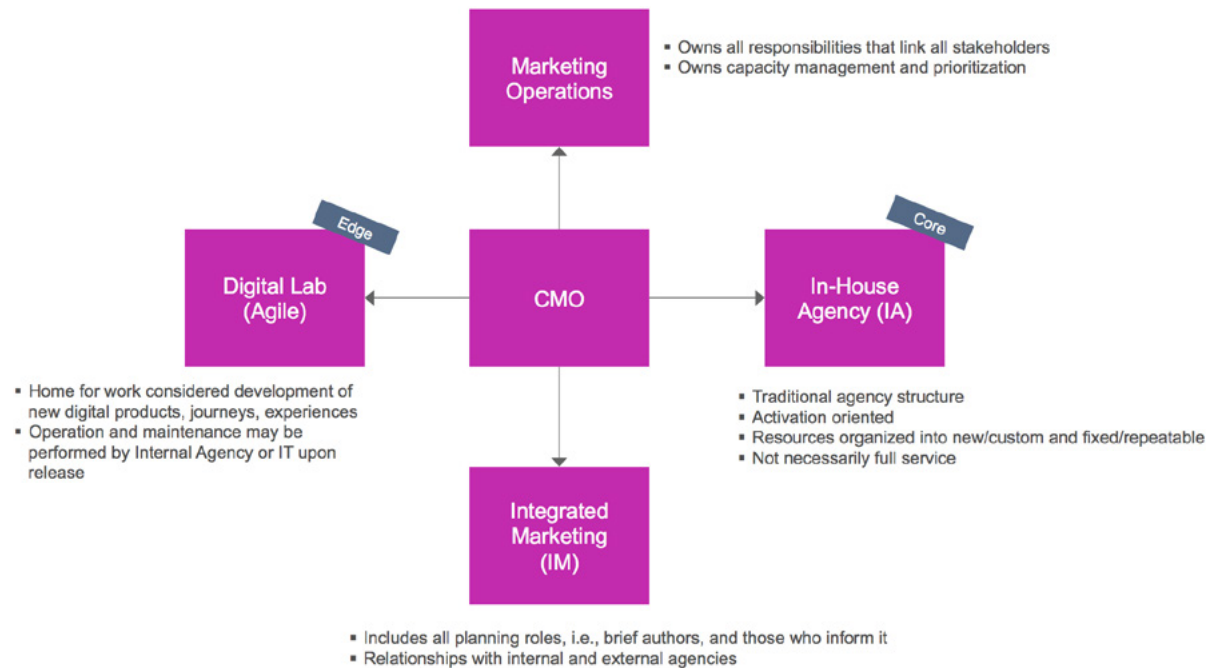 Marketing
Operations
▪ Owns all responsibilities that link all stakeholders
▪ Owns capacity management and prioritization
Edge
Digital Lab
(Agile)
CMO
Core
In-House
Agency (IA)
▪ Home for work considered development of
new digital products, journeys, experiences
▪ Operation and maintenance may be
performed by Internal Agency or IT upon
release
▪ Traditional agency structure
▪ Activation oriented
▪ Resources organized into new/custom and fixed/repeatable
▪ Not necessarily full service
Integrated
Marketing
(IM)
▪ Includes all planning roles, i.e., brief authors, and those who inform it
▪ Relationships with internal and external agencies